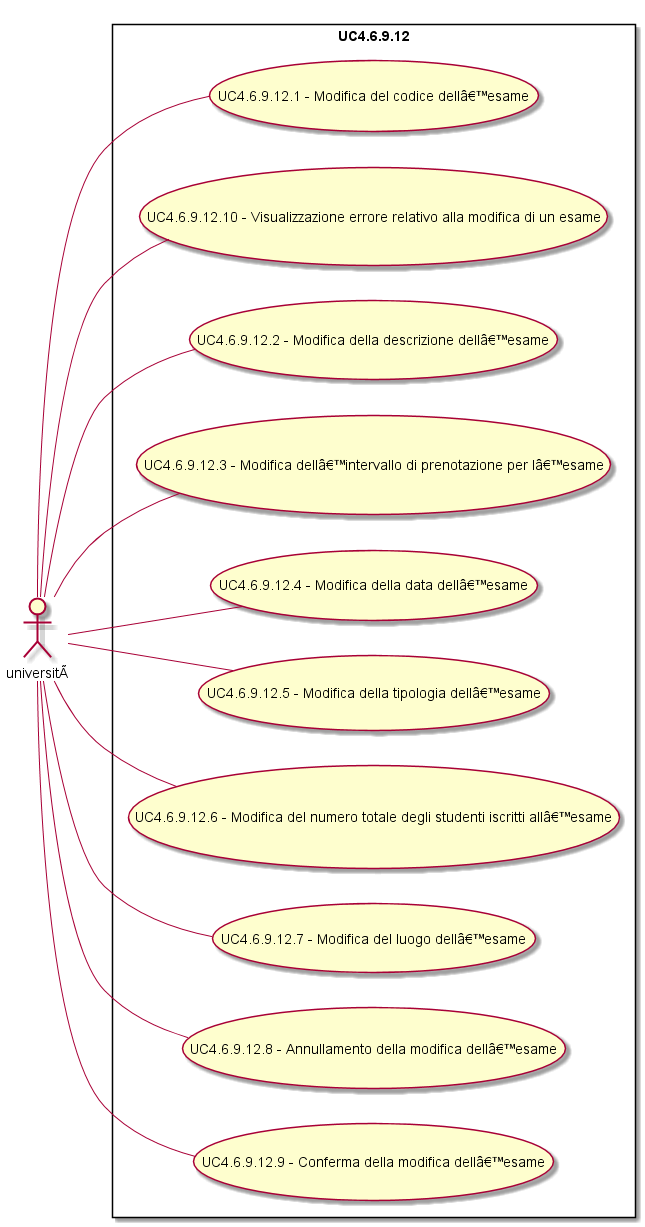 UC4.6.9.12
UC4.6.9.12.1 - Modifica del codice dellâ€™esame
UC4.6.9.12.10 - Visualizzazione errore relativo alla modifica di un esame
UC4.6.9.12.2 - Modifica della descrizione dellâ€™esame
UC4.6.9.12.3 - Modifica dellâ€™intervallo di prenotazione per lâ€™esame
UC4.6.9.12.4 - Modifica della data dellâ€™esame
universitÃ
UC4.6.9.12.5 - Modifica della tipologia dellâ€™esame
UC4.6.9.12.6 - Modifica del numero totale degli studenti iscritti allâ€™esame
UC4.6.9.12.7 - Modifica del luogo dellâ€™esame
UC4.6.9.12.8 - Annullamento della modifica dellâ€™esame
UC4.6.9.12.9 - Conferma della modifica dellâ€™esame